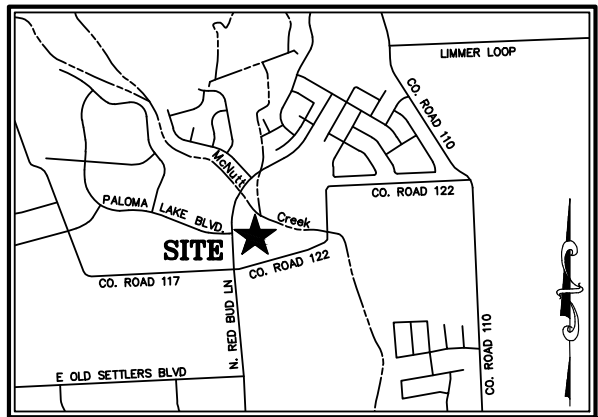 LIMMER LOOP
CO. ROAD 110
McNutt
CO. ROAD 122
PALOMA LAKE BLVD.
Creek
SITE
CO. ROAD 122
CO. ROAD 117
N. RED BUD LN
CO. ROAD 110
E OLD SETTLERS BLVD